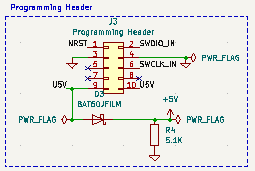 Programming Header
J3
Programming Header
NRST 1 2 SWDIO_IN
3 4 PWR_FLAG
5 6 SWCLK_IN
7 8
U5V 9 10 U5V
D3
BAT60JFILM
+5V
PWR_FLAG PWR_FLAG
R4
5.1K